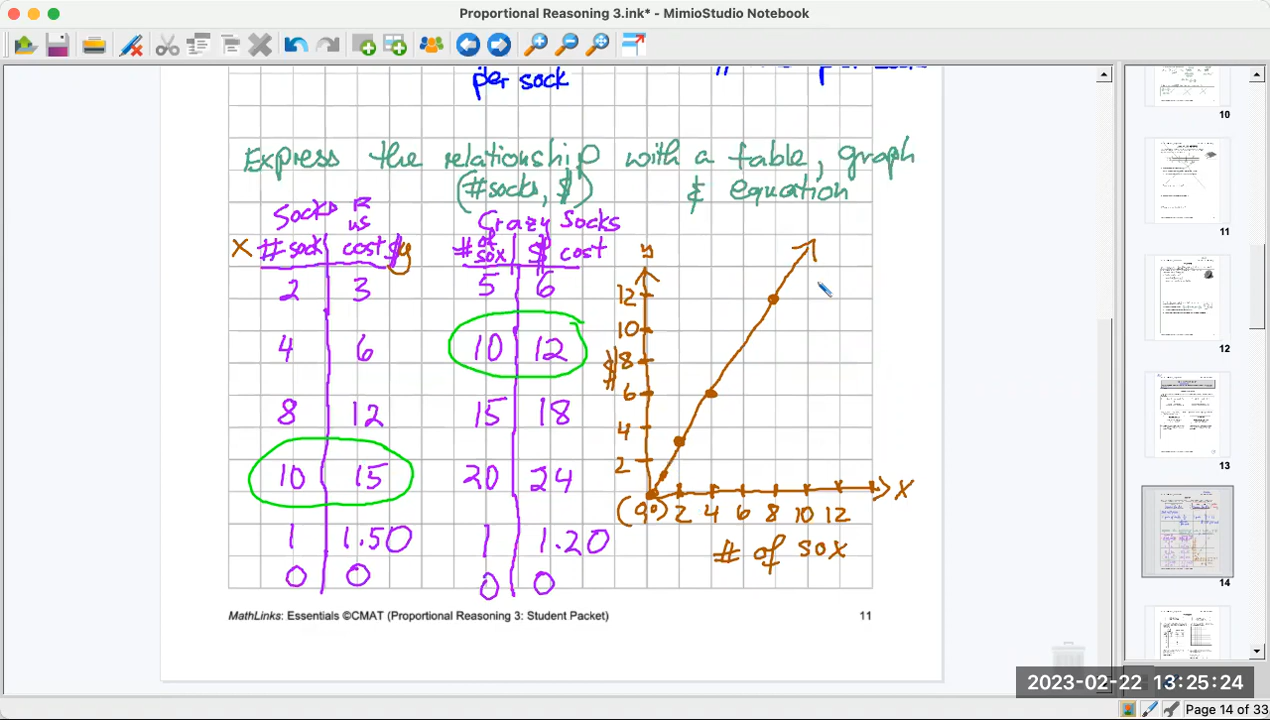 Proportional Reasoning 3.ink* - MimioStudio Notebook
per sock
Express the relationship with a table, graph
(#socks, $) & equation
Socks R us
X # sock cost $ y
2 3
4 6
8 12
10 15
1 1.50
0 0
Crazy Socks
# of sox $ cost
5 6
10 12
15 18
20 24
1 1.20
0 0
y
12
10
8
6
4
2
$
(0,0) 2 4 6 8 10 12 X
# of sox
MathLinks: Essentials ©CMAT (Proportional Reasoning 3: Student Packet) 11
10
11
12
13
14
2023-02-22 13:25:24
Page 14 of 33